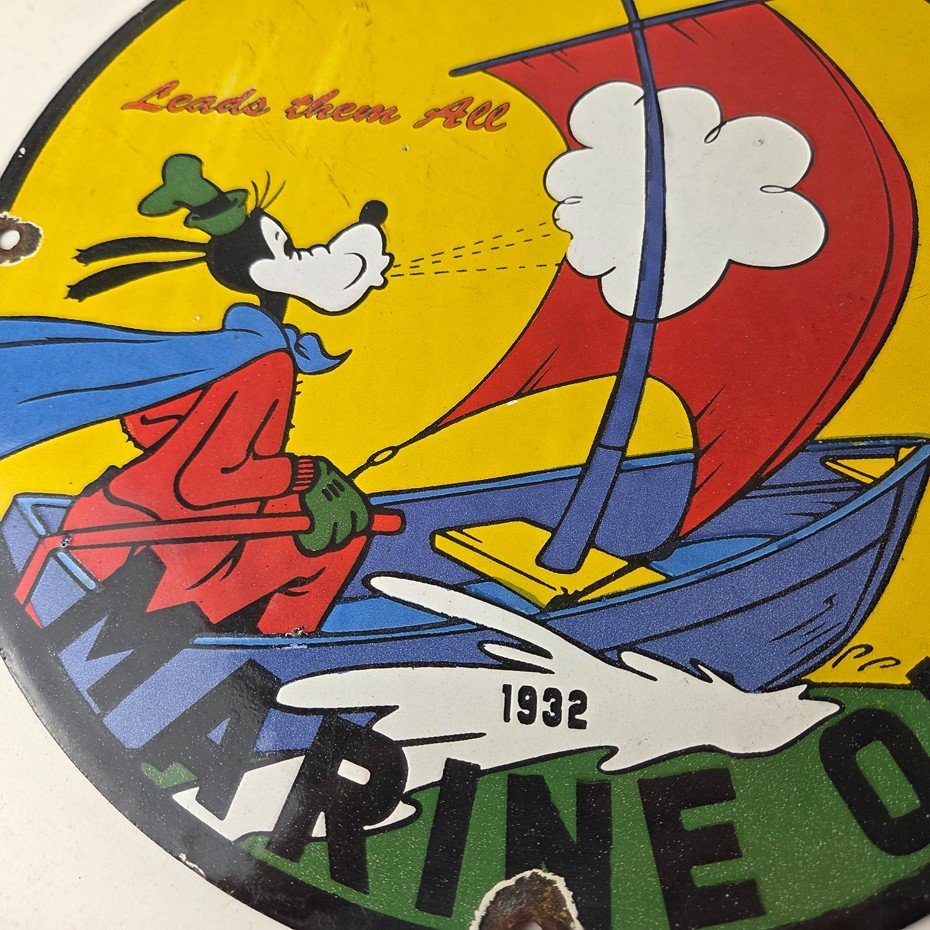 Leads them All
1932
MARINE O